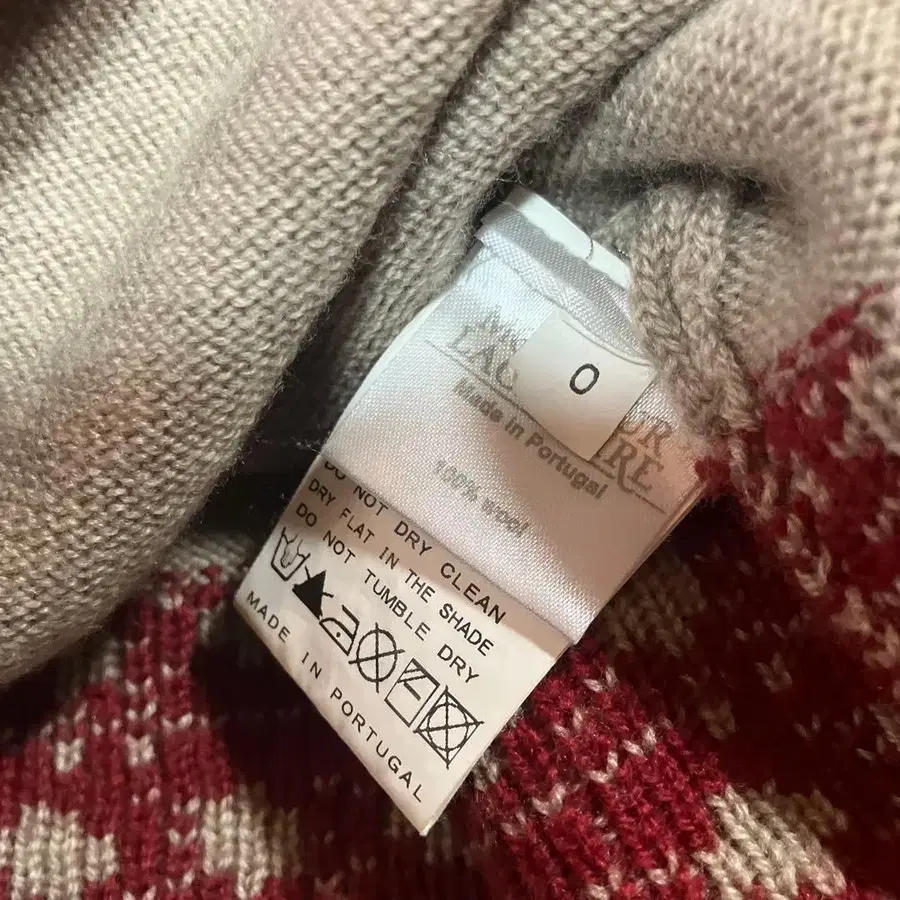 0
Made in Portugal
100% wool
DO NOT DRY CLEAN
DRY FLAT IN THE SHADE
DO NOT TUMBLE DRY
MADE IN PORTUGAL